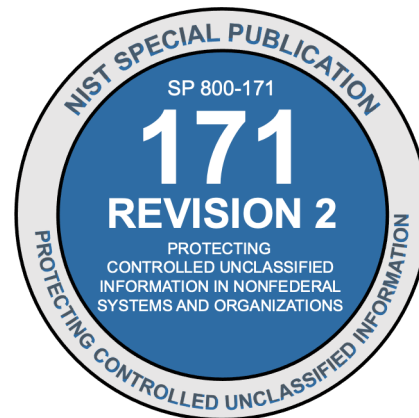 NIST SPECIAL PUBLICATION
SP 800-171
171
REVISION 2
PROTECTING
CONTROLLED UNCLASSIFIED
INFORMATION IN NONFEDERAL
SYSTEMS AND ORGANIZATIONS
PROTECTING CONTROLLED UNCLASSIFIED INFORMATION